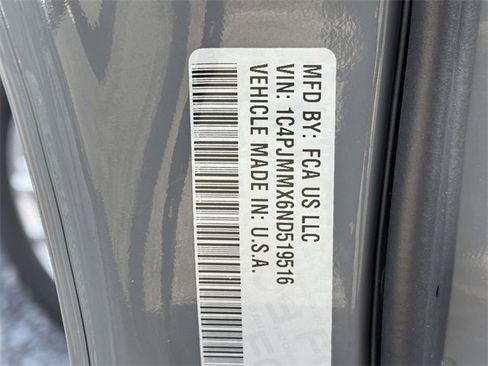 MFD BY: FCA US LLC
VIN: 1C4PJMMX6ND519516
VEHICLE MADE IN: U.S.A.